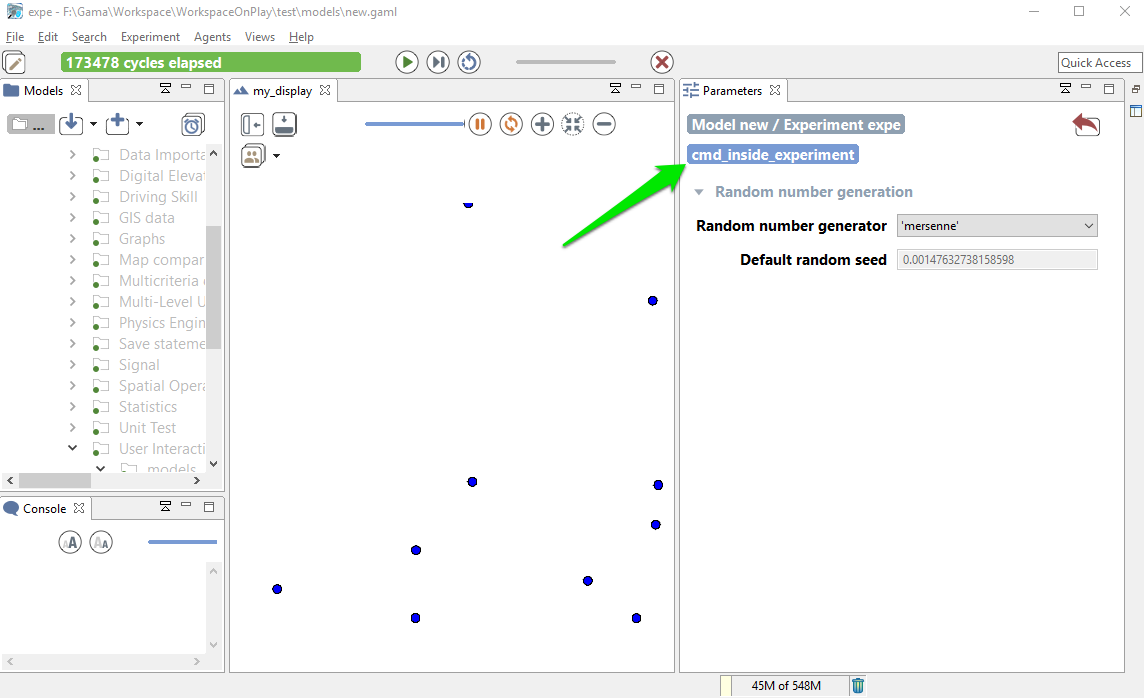 expe - F:\Gama\Workspace\WorkspaceOnPlay\test\models\new.gaml
File Edit Search Experiment Agents Views Help
173478 cycles elapsed
Quick Access
Models
...
Data Importa
Digital Elevat
Driving Skill
GIS data
Graphs
Map compar
Multicriteria
Multi-Level U
Physics Engin
Save stateme
Signal
Spatial Opera
Statistics
Unit Test
User Interacti
models
Console
AA
AA
my_display
Parameters
Model new / Experiment expe
cmd_inside_experiment
Random number generation
Random number generator 'mersenne'
Default random seed 0.00147632738158598
45M of 548M